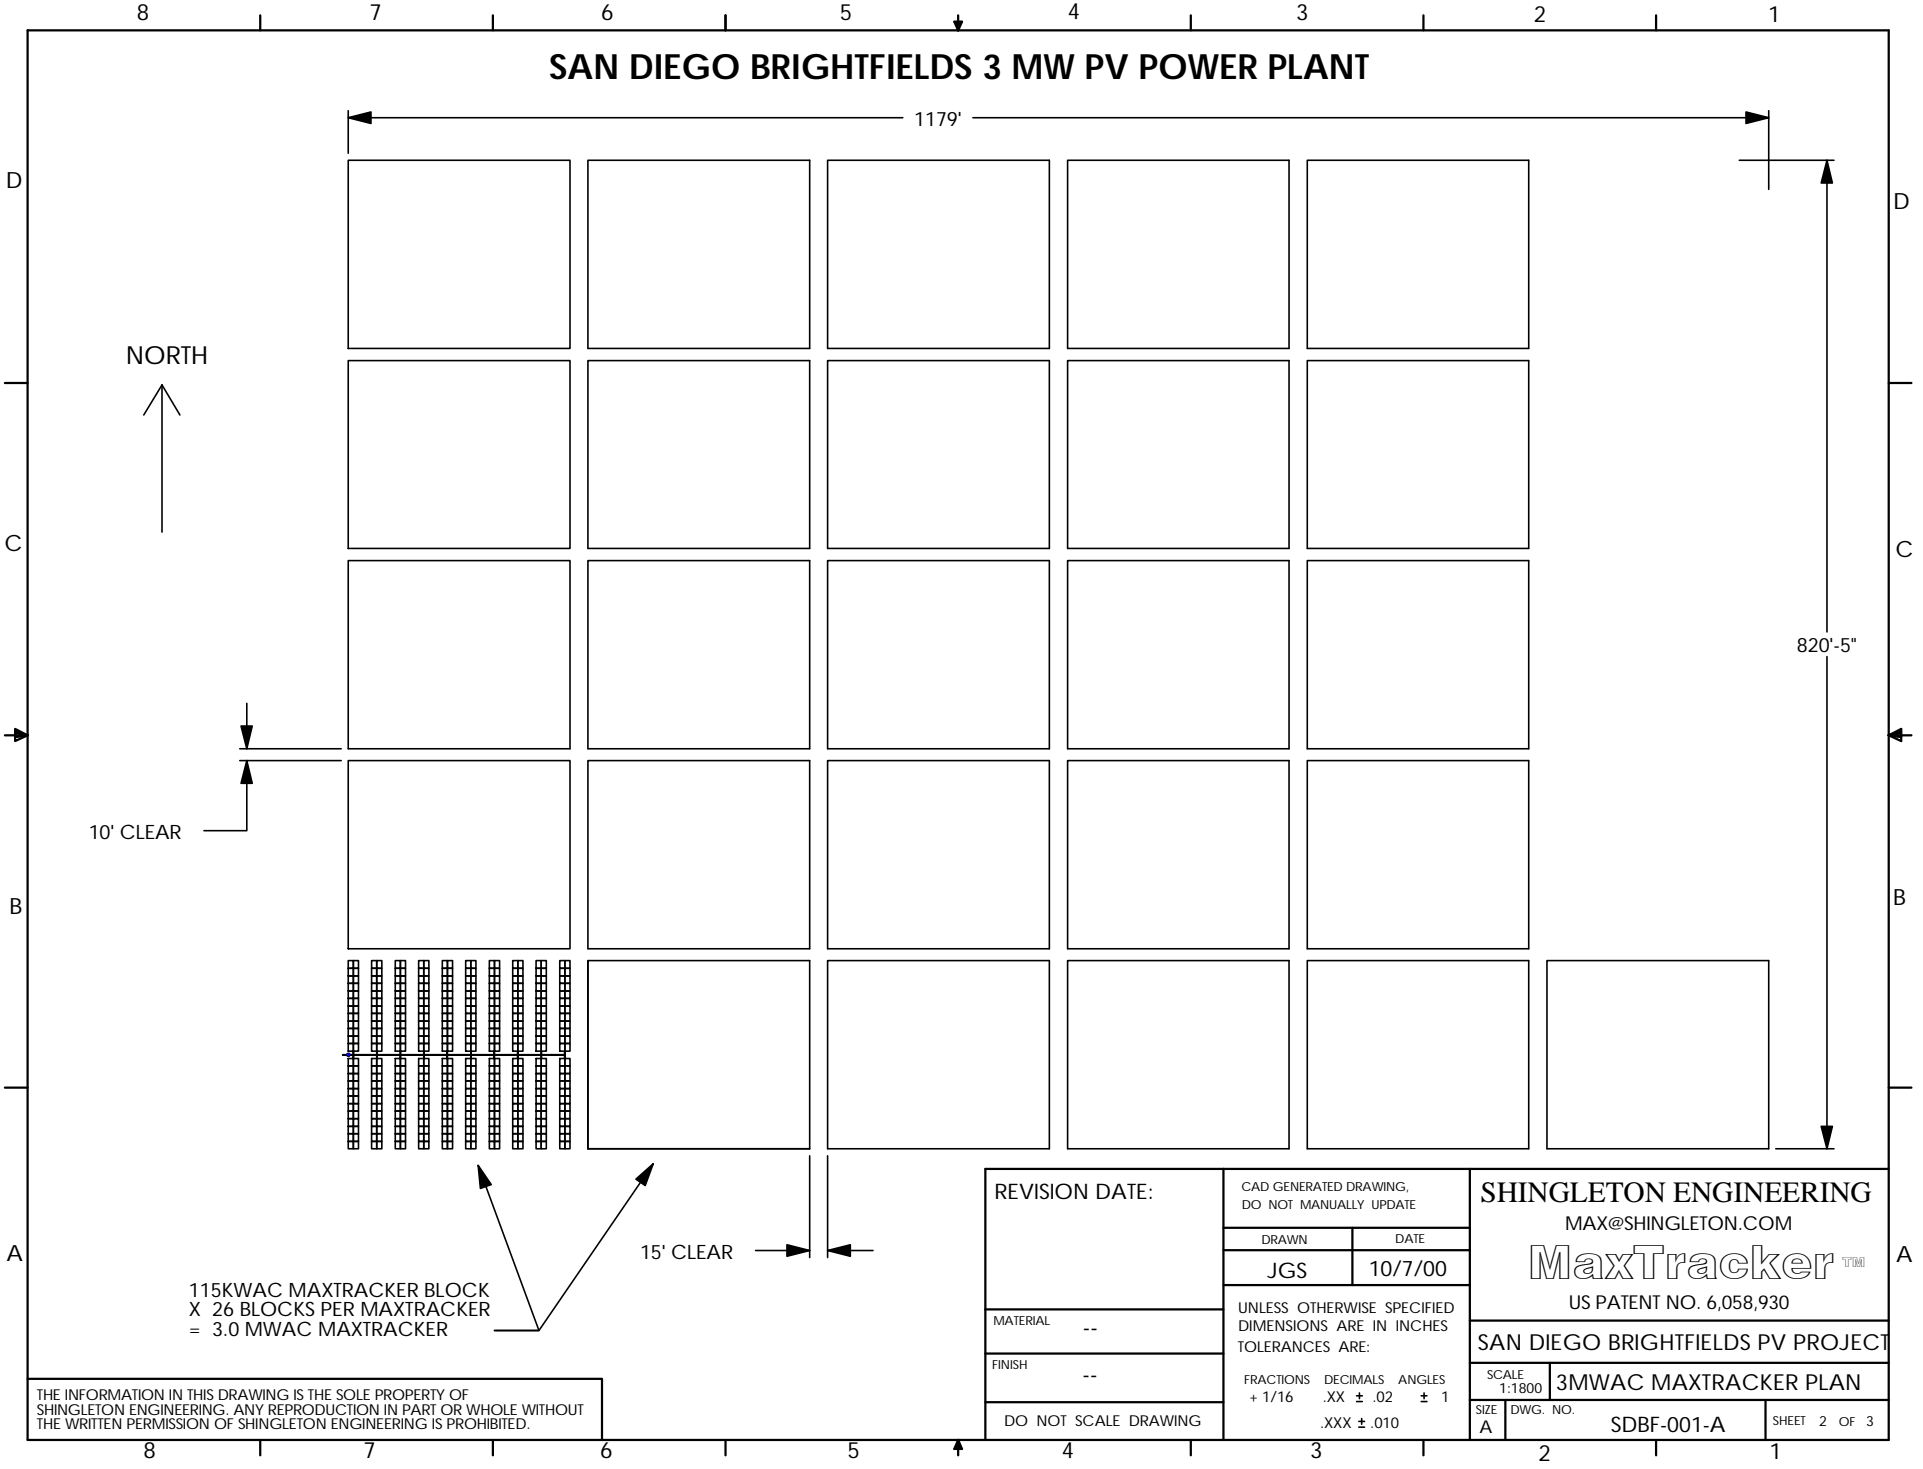 8 7 6 5 4 3 2 1
SAN DIEGO BRIGHTFIELDS 3 MW PV POWER PLANT
1179'
D
D
NORTH
C
C
820'-5"
10' CLEAR
B
B
15' CLEAR
A
A
115KWAC MAXTRACKER BLOCK
X 26 BLOCKS PER MAXTRACKER
= 3.0 MWAC MAXTRACKER
THE INFORMATION IN THIS DRAWING IS THE SOLE PROPERTY OF
SHINGLETON ENGINEERING. ANY REPRODUCTION IN PART OR WHOLE WITHOUT
THE WRITTEN PERMISSION OF SHINGLETON ENGINEERING IS PROHIBITED.
REVISION DATE:
MATERIAL
--
FINISH
--
DO NOT SCALE DRAWING
CAD GENERATED DRAWING,
DO NOT MANUALLY UPDATE
DRAWN DATE
JGS 10/7/00
UNLESS OTHERWISE SPECIFIED
DIMENSIONS ARE IN INCHES
TOLERANCES ARE:
FRACTIONS DECIMALS ANGLES
+ 1/16 .XX ± .02 ± 1
.XXX ± .010
SHINGLETON ENGINEERING
MAX@SHINGLETON.COM
MaxTracker TM
US PATENT NO. 6,058,930
SAN DIEGO BRIGHTFIELDS PV PROJECT
SCALE
1:1800
3MWAC MAXTRACKER PLAN
SIZE
A
DWG. NO.
SDBF-001-A
SHEET 2 OF 3
8 7 6 5 4 3 2 1